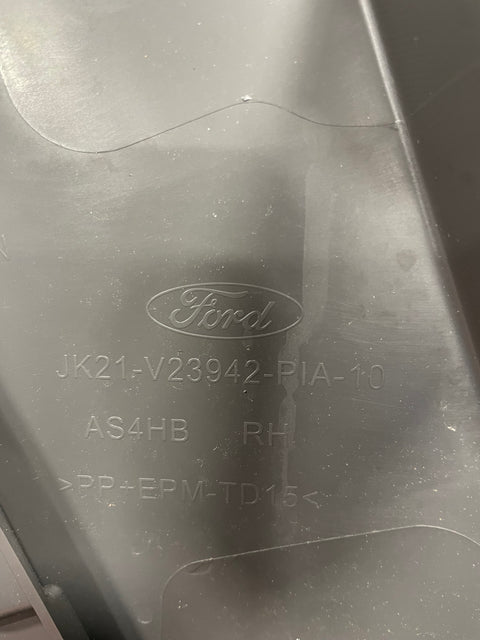 Ford
JK21-V23942-PIA-10
AS4HB RH
>PP+EPM-TD15<